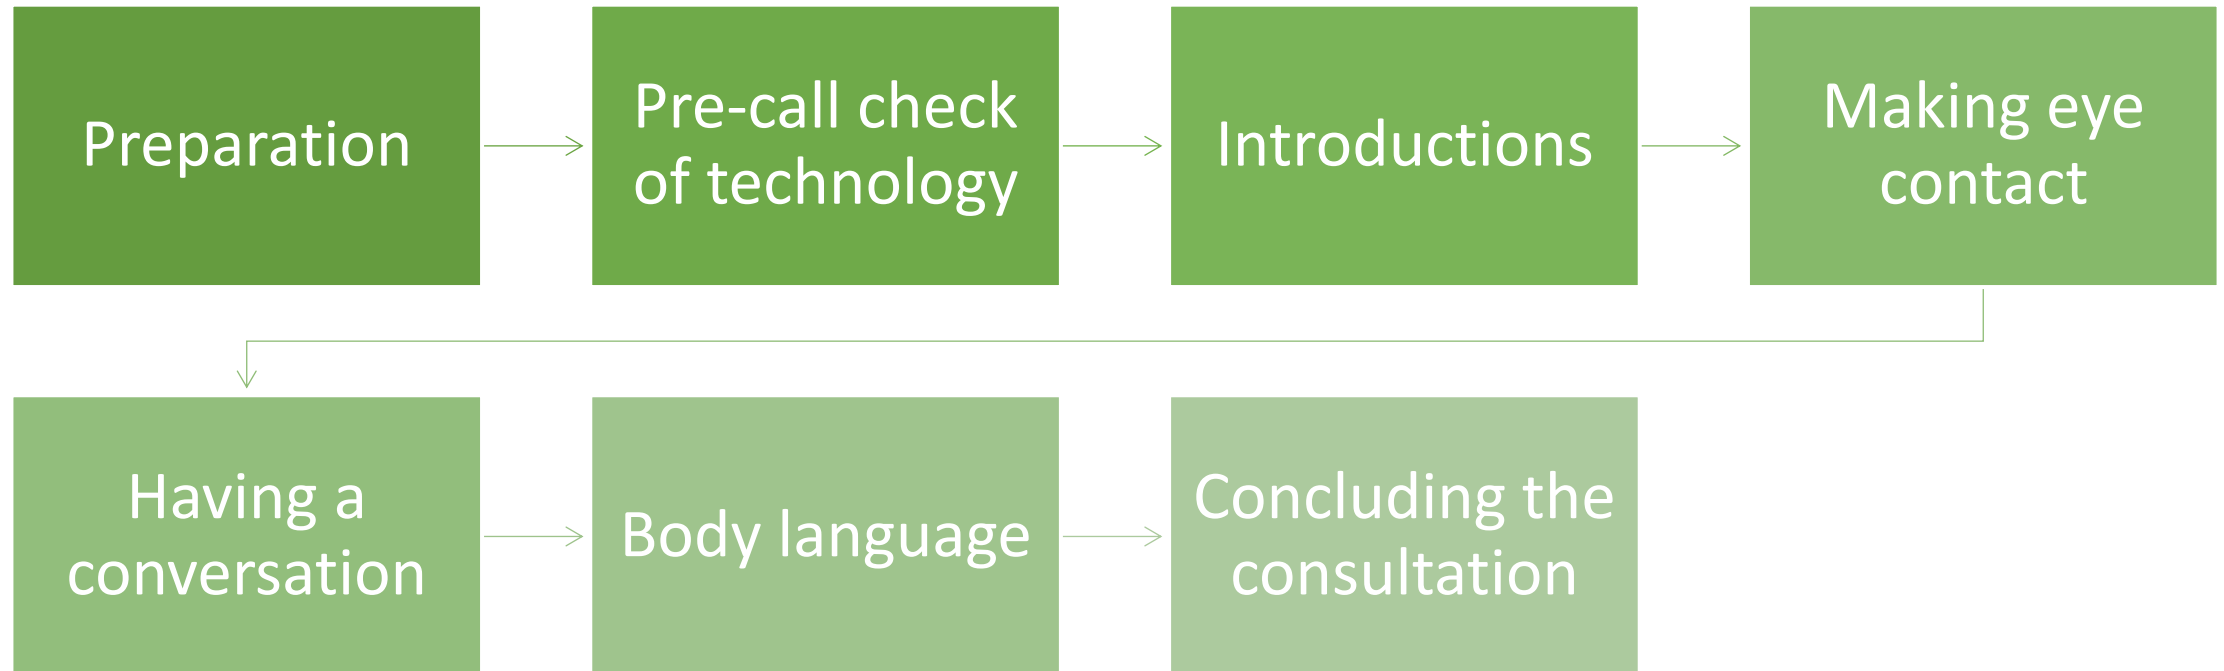 Preparation
Pre-call check
of technology
Introductions
Making eye
contact
Having a
conversation
Body language
Concluding the
consultation